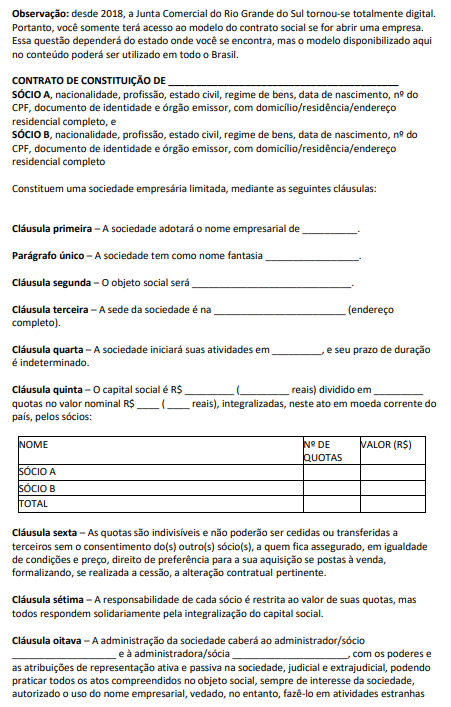 Observação: desde 2018, a Junta Comercial do Rio Grande do Sul tornou-se totalmente digital.
Portanto, você somente terá acesso ao modelo do contrato social se for abrir uma empresa.
Essa questão dependerá do estado onde você se encontra, mas o modelo disponibilizado aqui
no conteúdo poderá ser utilizado em todo o Brasil.
CONTRATO DE CONSTITUIÇÃO DE ________________________________________
SÓCIO A, nacionalidade, profissão, estado civil, regime de bens, data de nascimento, nº do
CPF, documento de identidade e órgão emissor, com domicílio/residência/endereço
residencial completo, e
SÓCIO B, nacionalidade, profissão, estado civil, regime de bens, data de nascimento, nº do
CPF, documento de identidade e órgão emissor, com domicílio/residência/endereço
residencial completo
Constituem uma sociedade empresária limitada, mediante as seguintes cláusulas:
Cláusula primeira – A sociedade adotará o nome empresarial de __________.
Parágrafo único – A sociedade tem como nome fantasia _________________.
Cláusula segunda – O objeto social será _____________________________.
Cláusula terceira – A sede da sociedade é na ________________________ (endereço
completo).
Cláusula quarta – A sociedade iniciará suas atividades em _________, e seu prazo de duração
é indeterminado.
Cláusula quinta – O capital social é R$ _________ (_________ reais) dividido em _________
quotas no valor nominal R$ ____ ( ____ reais), integralizadas, neste ato em moeda corrente do
país, pelos sócios:
NOME Nº DE QUOTAS VALOR (R$)
SÓCIO A
SÓCIO B
TOTAL
Cláusula sexta – As quotas são indivisíveis e não poderão ser cedidas ou transferidas a
terceiros sem o consentimento do(s) outro(s) sócio(s), a quem fica assegurado, em igualdade
de condições e preço, direito de preferência para a sua aquisição se postas à venda,
formalizando, se realizada a cessão, a alteração contratual pertinente.
Cláusula sétima – A responsabilidade de cada sócio é restrita ao valor de suas quotas, mas
todos respondem solidariamente pela integralização do capital social.
Cláusula oitava – A administração da sociedade caberá ao administrador/sócio
___________________ e à administradora/sócia _____________________, com os poderes e
as atribuições de representação ativa e passiva na sociedade, judicial e extrajudicial, podendo
praticar todos os atos compreendidos no objeto social, sempre de interesse da sociedade,
autorizado o uso do nome empresarial, vedado, no entanto, fazê-lo em atividades estranhas